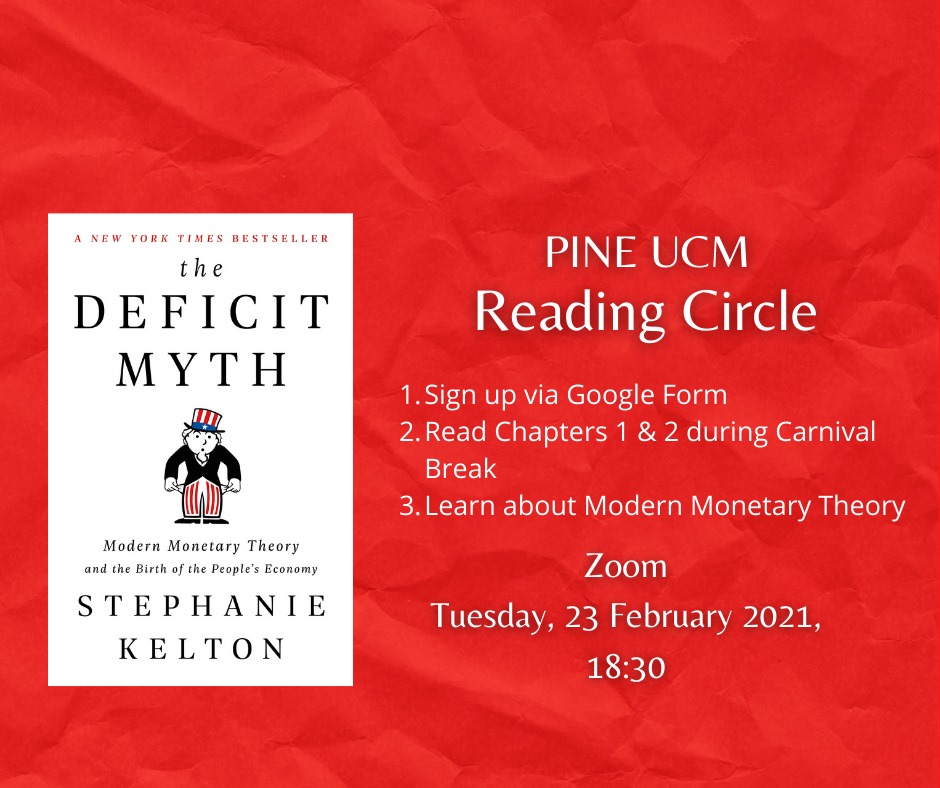 A NEW YORK TIMES BESTSELLER
the
DEFICIT
MYTH
Modern Monetary Theory
and the Birth of the People's Economy
STEPHANIE
KELTON
PINE UCM
Reading Circle
1. Sign up via Google Form
2. Read Chapters 1 & 2 during Carnival
Break
3. Learn about Modern Monetary Theory
Zoom
Tuesday, 23 February 2021,
18:30